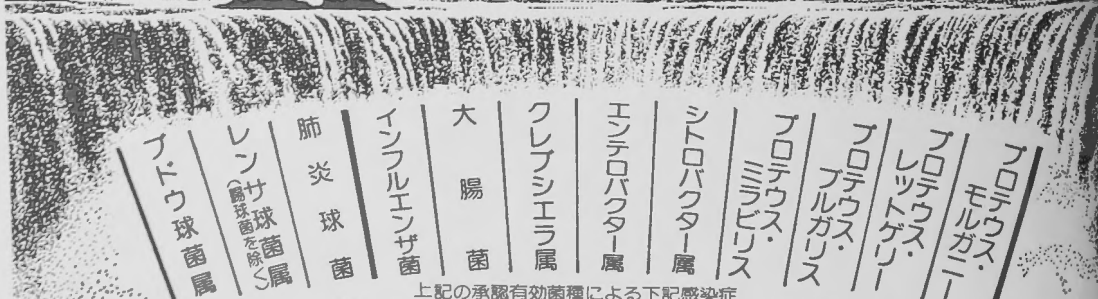 ブ・ドウ球菌属
レンサ球菌属
(腸球菌を除く)
肺炎球菌
インフルエンザ菌
大腸菌
クレブシエラ属
エンテロバクター属
シトロバクター属
プロテウス・
ミラビリス
プロテウス・
ブルガリス
プロテウス・
レットゲリー
プロテウス・
モルガニー
上記の承認有効菌種による下記感染症